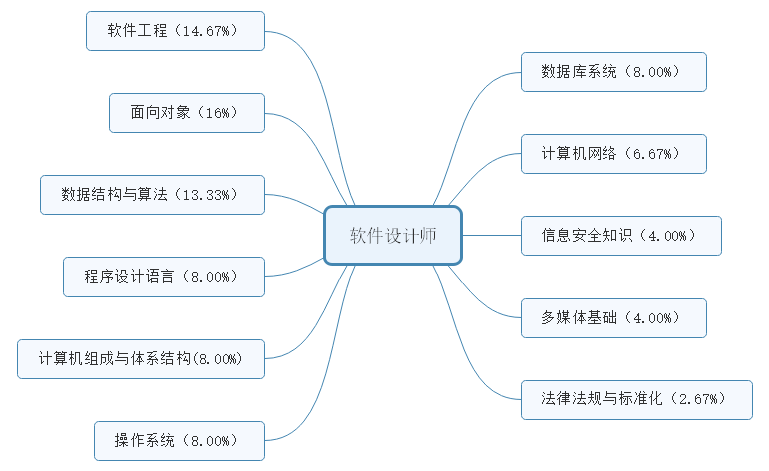 软件工程（14.67%）
面向对象（16%）
数据结构与算法（13.33%）
程序设计语言（8.00%）
计算机组成与体系结构(8.00%)
操作系统（8.00%）
软件设计师
数据库系统（8.00%）
计算机网络（6.67%）
信息安全知识（4.00%）
多媒体基础（4.00%）
法律法规与标准化（2.67%）